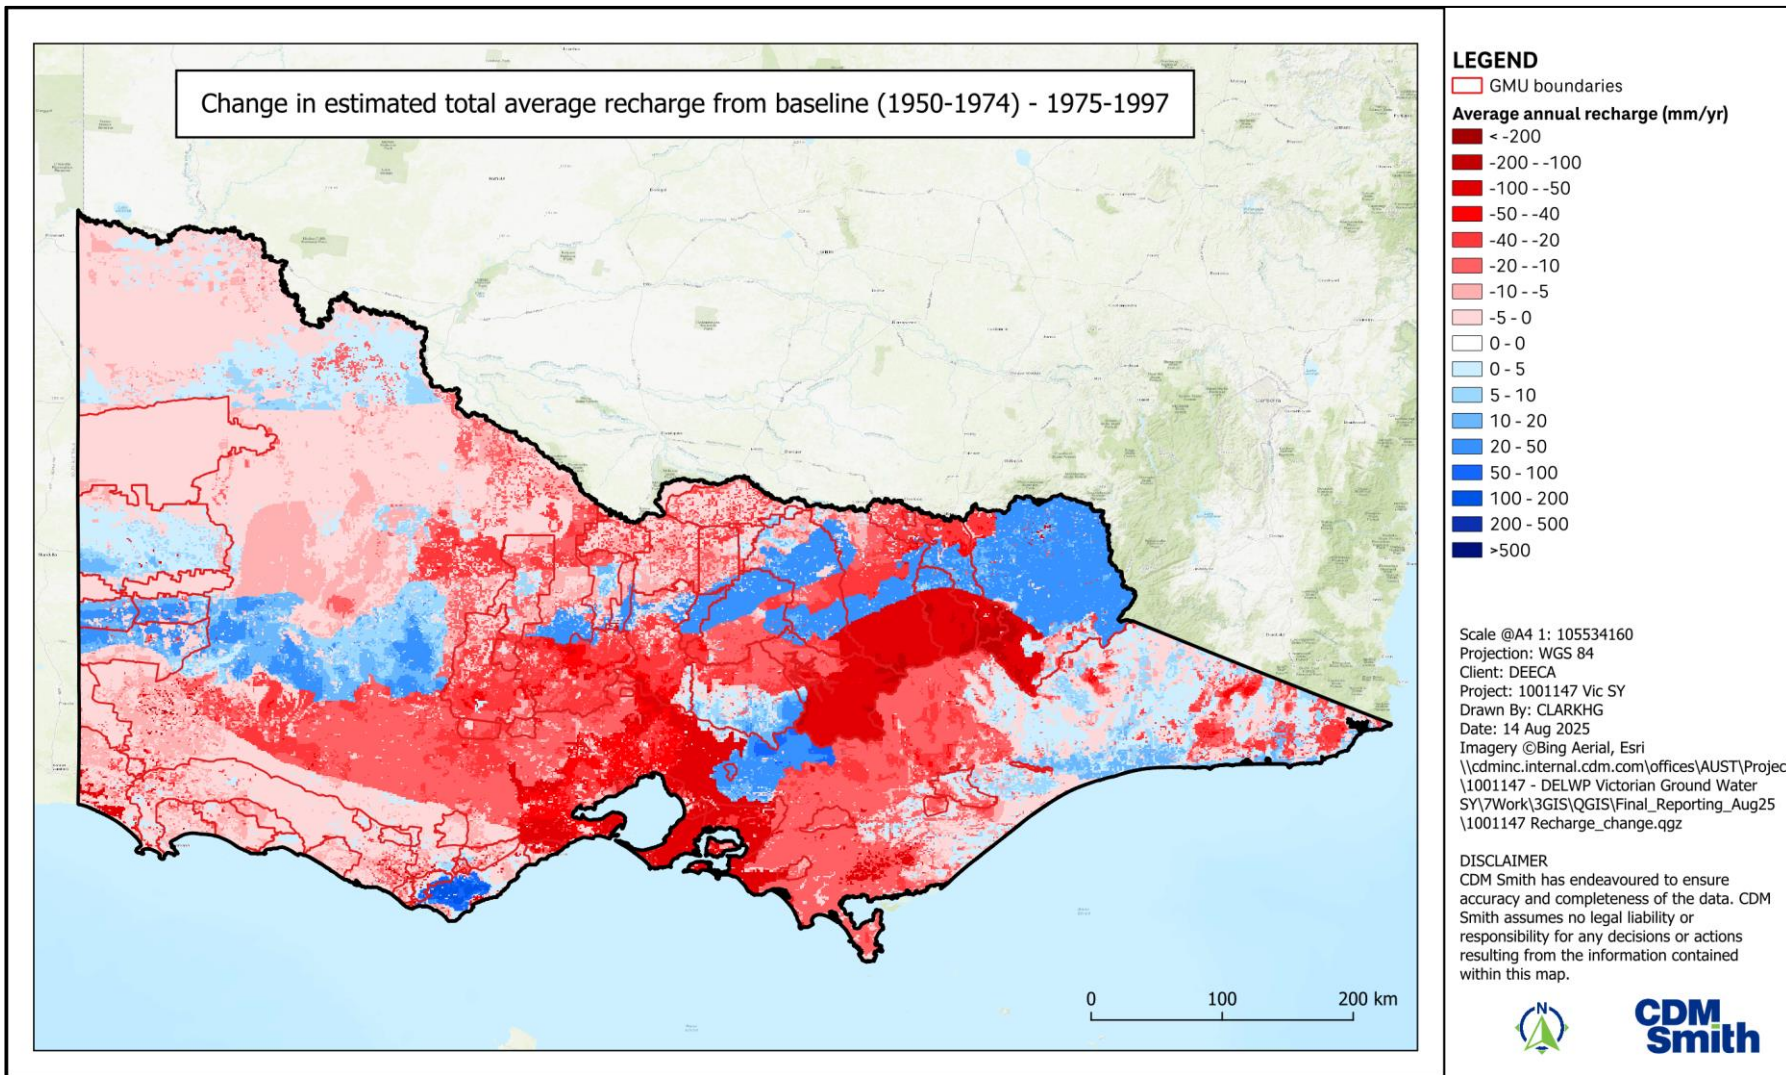 Change in estimated total average recharge from baseline (1950-1974) - 1975-1997
LEGEND
GMU boundaries
Average annual recharge (mm/yr)
< -200
-200 - -100
-100 - -50
-50 - -40
-40 - -20
-20 - -10
-10 - -5
-5 - 0
0 - 0
0 - 5
5 - 10
10 - 20
20 - 50
50 - 100
100 - 200
200 - 500
>500
Scale @A4 1: 105534160
Projection: WGS 84
Client: DEECA
Project: 1001147 Vic SY
Drawn By: CLARKHG
Date: 14 Aug 2025
Imagery ©Bing Aerial, Esri
\\cdminc.internal.cdm.com\offices\AUST\Projec
\1001147 - DELWP Victorian Ground Water
SY\7Work\3GIS\QGIS\Final_Reporting_Aug25
\1001147 Recharge_change.qgz
DISCLAIMER
CDM Smith has endeavoured to ensure
accuracy and completeness of the data. CDM
Smith assumes no legal liability or
responsibility for any decisions or actions
resulting from the information contained
within this map.
0 100 200 km
N
CDM
Smith